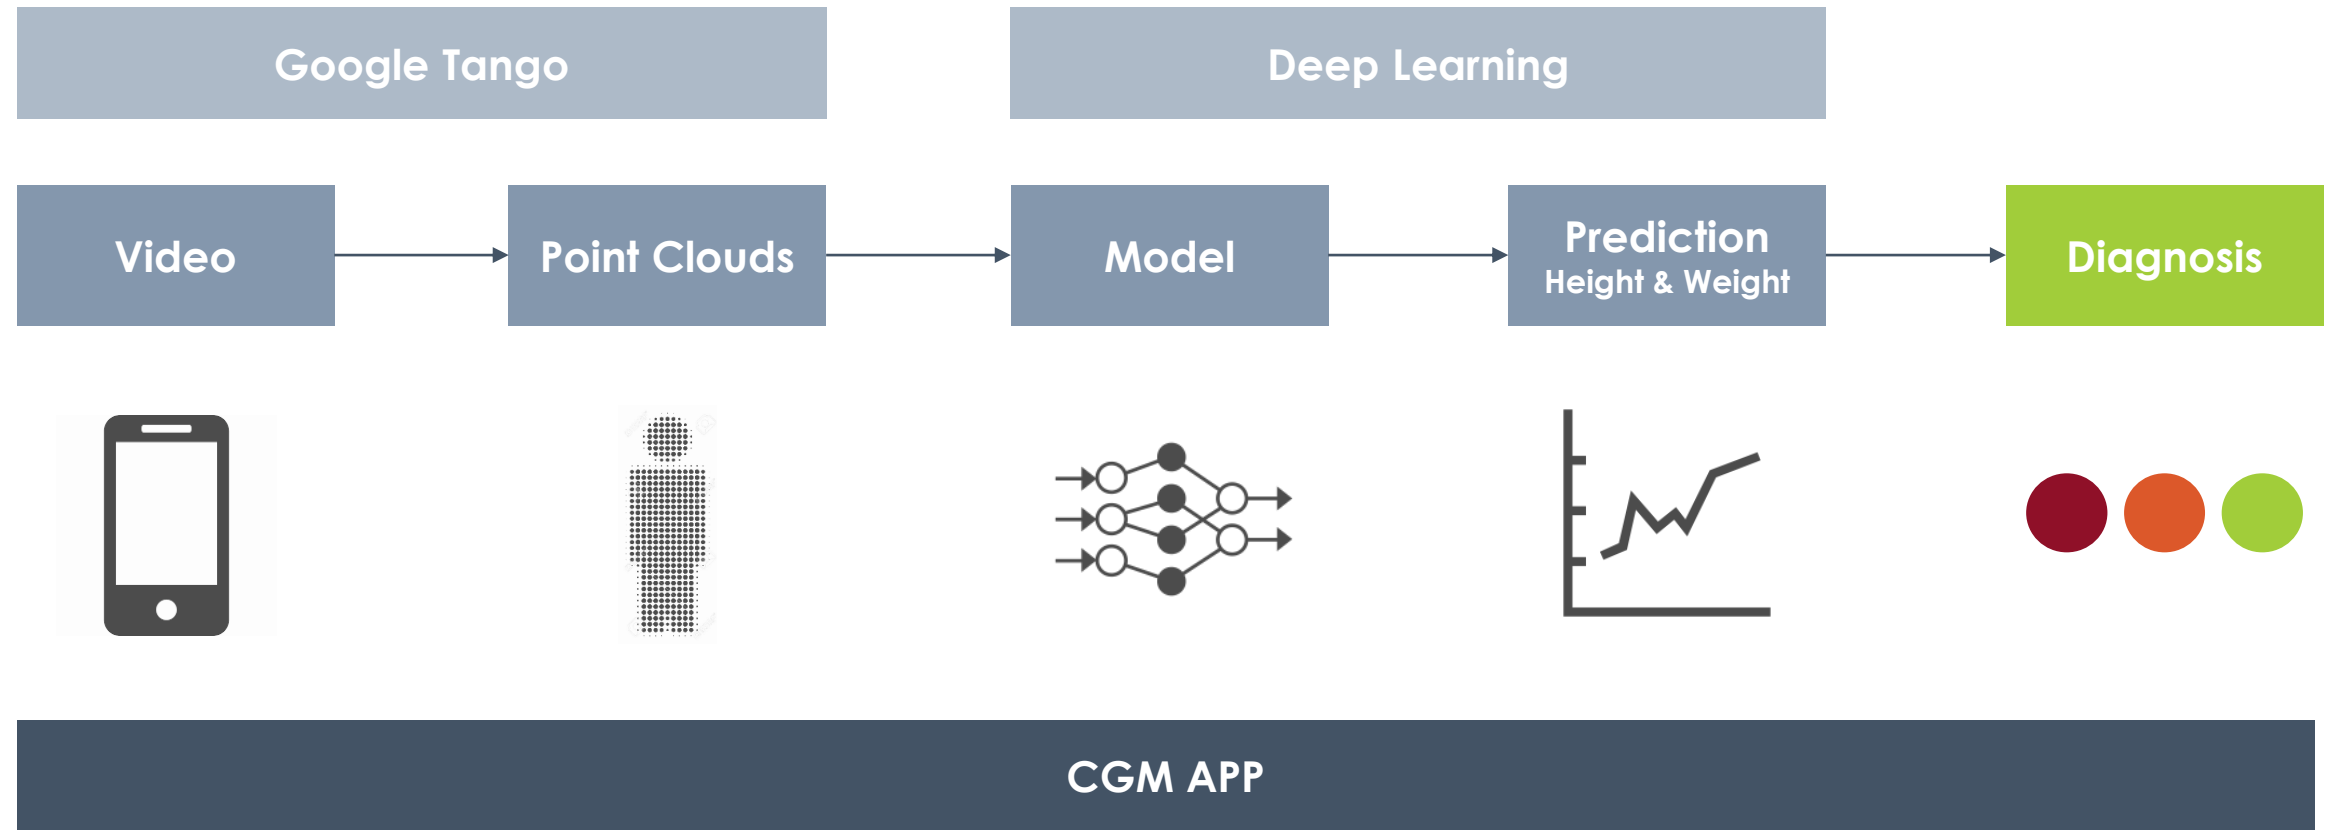 Google Tango
Deep Learning
Video
Point Clouds
Model
Prediction
Height & Weight
Diagnosis
CGM APP